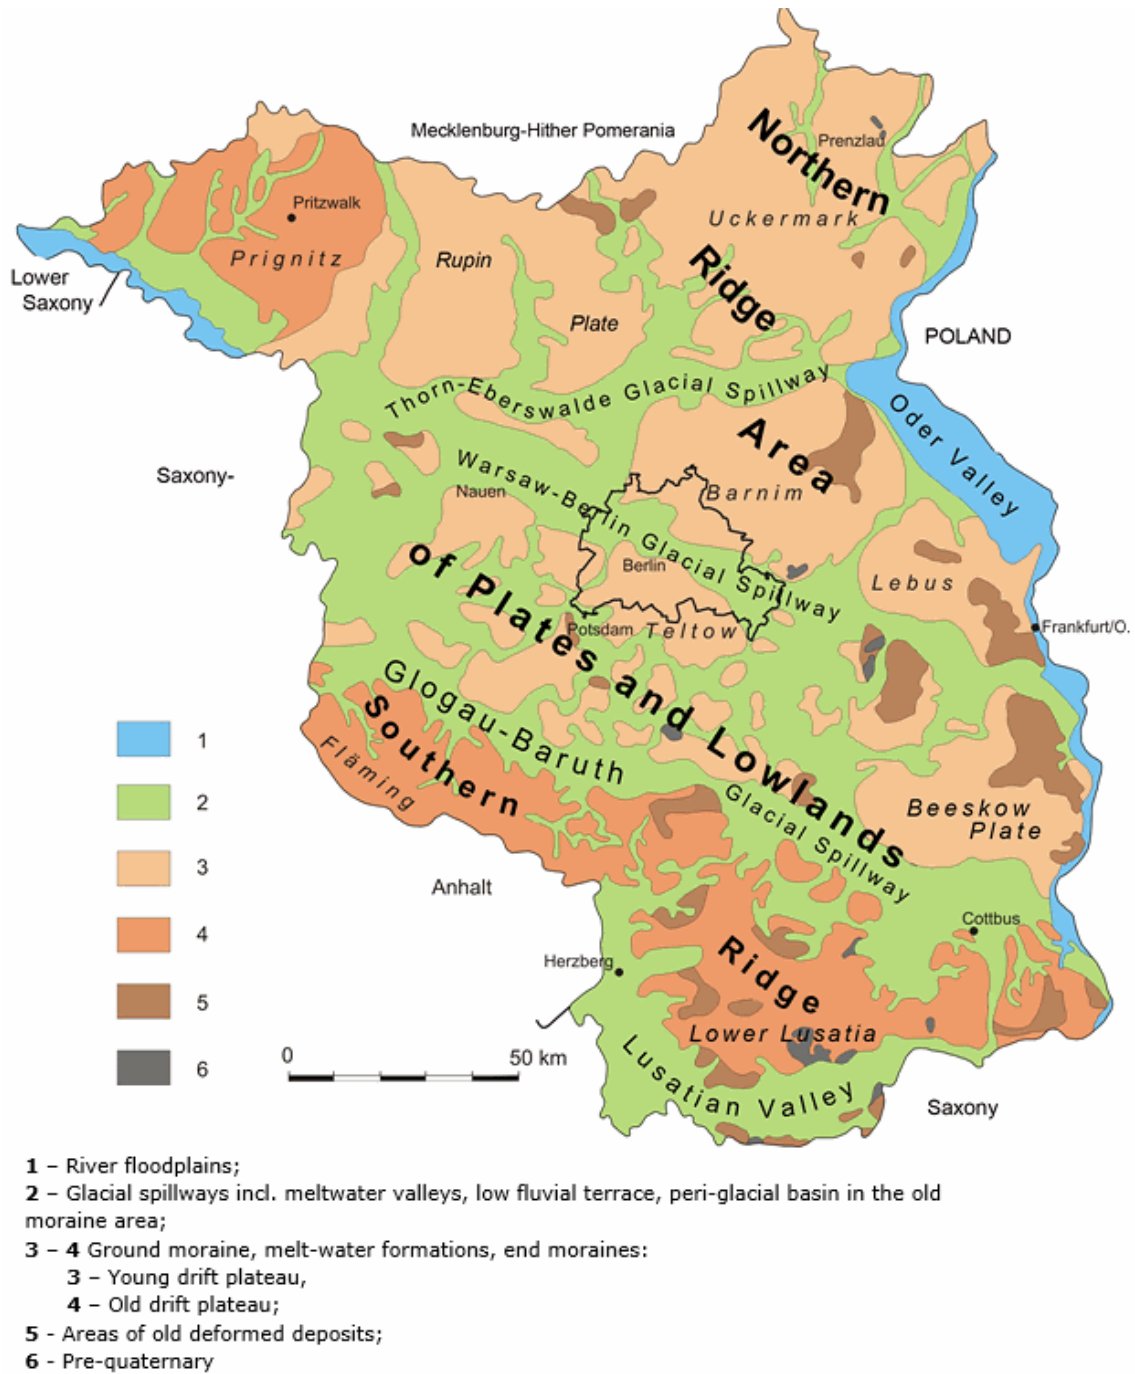 Mecklenburg-Hither Pomerania
Northern
Prenzlau
Uckermark
Pritzwalk
Prignitz
Rupin
Ridge
Lower
Saxony
Plate
POLAND
Thorn-Eberswalde Glacial Spillway
Oder Valley
Area
Saxony-
Warsaw-Berlin Glacial Spillway
Nauen
Barnim
of Plates and Lowlands
Berlin
Lebus
Potsdam
Teltow
Frankfurt/O.
Glogau-Baruth
Glacial Spillway
Southern
Fläming
Beeskow
Plate
Anhalt
Cottbus
Herzberg
Ridge
Lower Lusatia
Lusatian Valley
Saxony
1
2
3
4
5
6
0 50 km
1 – River floodplains;
2 – Glacial spillways incl. meltwater valleys, low fluvial terrace, peri-glacial basin in the old
moraine area;
3 – 4 Ground moraine, melt-water formations, end moraines:
3 – Young drift plateau,
4 – Old drift plateau;
5 - Areas of old deformed deposits;
6 - Pre-quaternary